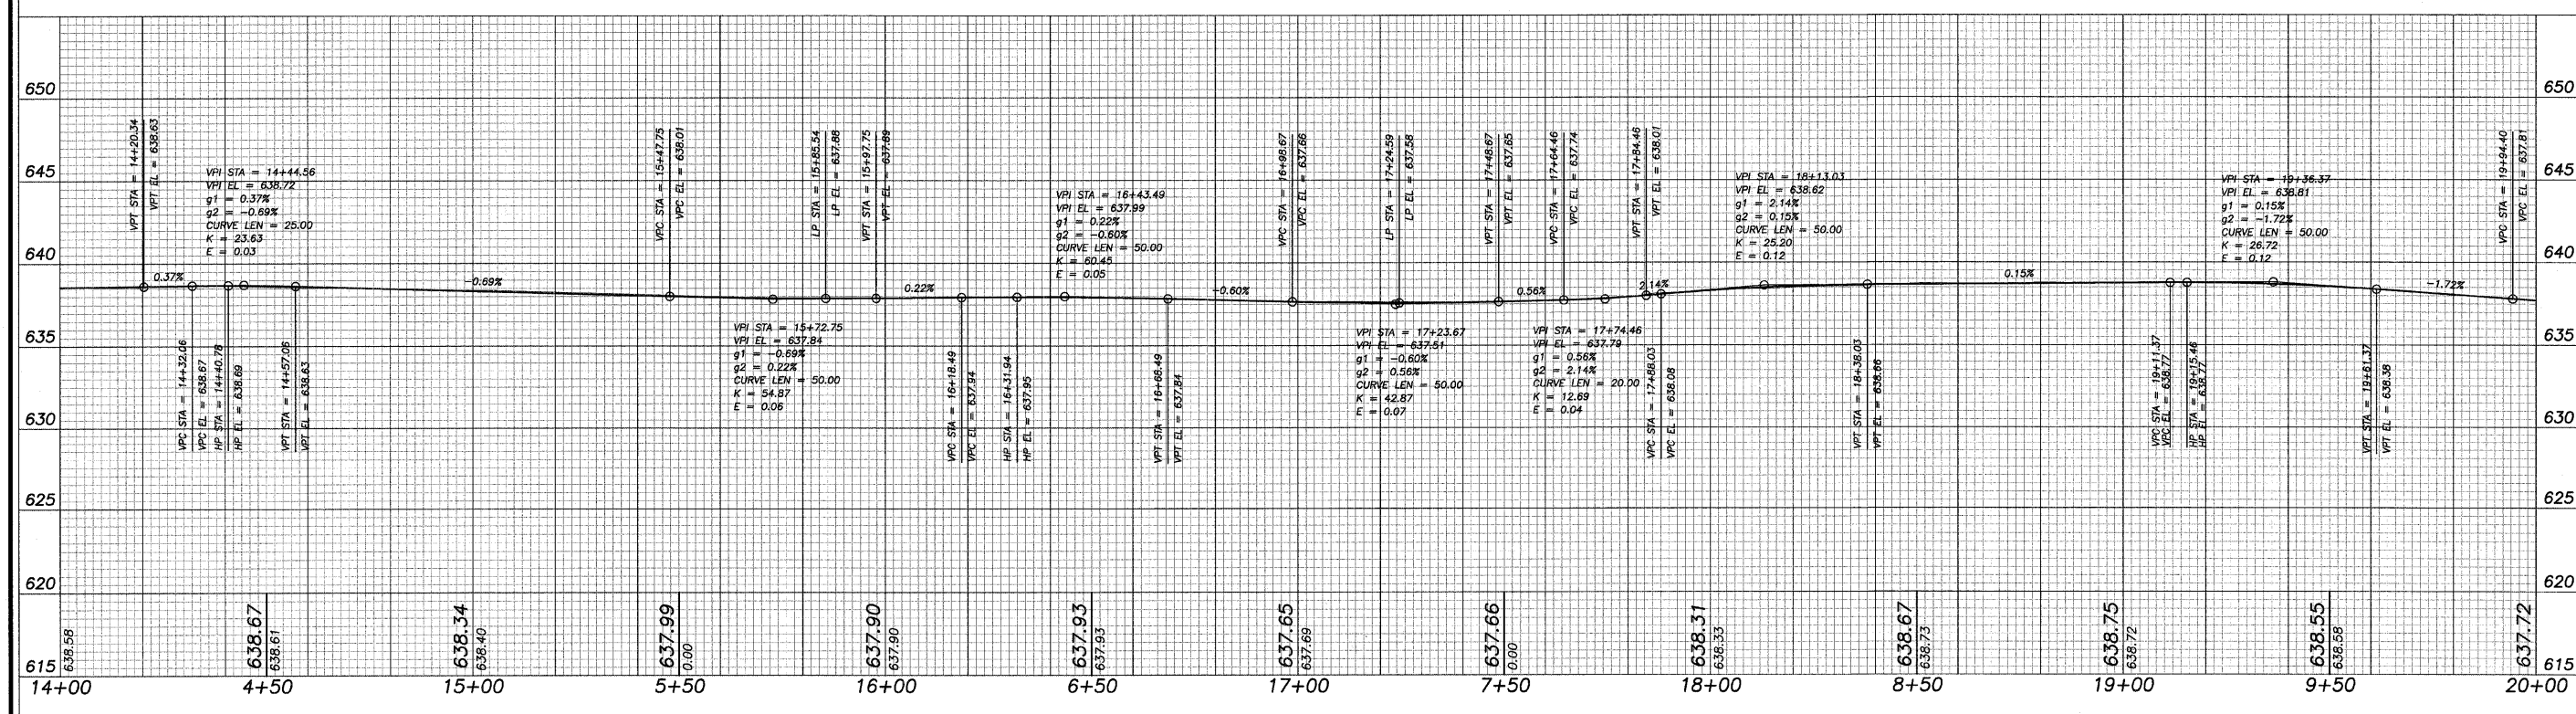 650
645
640
635
630
625
620
615
VPT STA = 14+20.34
VPT EL = 638.63
VPI STA = 14+44.56
VPI EL = 638.72
g1 = 0.37%
g2 = -0.69%
CURVE LEN = 25.00
K = 23.63
E = 0.03
0.37%
VPC STA = 14+32.06
VPC EL = 638.67
HP STA = 14+40.78
HP EL = 638.69
VPT STA = 14+57.06
VPT EL = 638.63
-0.69%
VPC STA = 15+47.75
VPC EL = 638.01
VPI STA = 15+72.75
VPI EL = 637.84
g1 = -0.69%
g2 = 0.22%
CURVE LEN = 50.00
K = 54.87
E = 0.06
LP STA = 15+85.54
LP EL = 637.88
VPT STA = 15+97.75
VPT EL = 637.89
0.22%
VPC STA = 16+18.49
VPC EL = 637.94
HP STA = 16+31.94
HP EL = 637.95
VPI STA = 16+43.49
VPI EL = 637.99
g1 = 0.22%
g2 = -0.60%
CURVE LEN = 50.00
K = 60.45
E = 0.05
VPT STA = 16+68.49
VPT EL = 637.84
-0.60%
VPC STA = 16+98.67
VPC EL = 637.66
LP STA = 17+24.59
LP EL = 637.58
VPI STA = 17+23.67
VPI EL = 637.51
g1 = -0.60%
g2 = 0.56%
CURVE LEN = 50.00
K = 42.87
E = 0.07
VPT STA = 17+48.67
VPT EL = 637.65
0.56%
VPC STA = 17+64.46
VPC EL = 637.74
VPI STA = 17+74.46
VPI EL = 637.79
g1 = 0.56%
g2 = 2.14%
CURVE LEN = 20.00
K = 12.69
E = 0.04
VPT STA = 17+84.46
VPT EL = 638.01
2.14%
VPC STA = 17+88.03
VPC EL = 638.08
VPI STA = 18+13.03
VPI EL = 638.62
g1 = 2.14%
g2 = 0.15%
CURVE LEN = 50.00
K = 25.20
E = 0.12
VPT STA = 18+38.03
VPT EL = 638.66
0.15%
VPC STA = 19+11.37
VPC EL = 638.77
HP STA = 19+15.46
HP EL = 638.77
VPI STA = 19+36.37
VPI EL = 638.81
g1 = 0.15%
g2 = -1.72%
CURVE LEN = 50.00
K = 26.72
E = 0.12
VPT STA = 19+61.37
VPT EL = 638.38
-1.72%
VPC STA = 19+94.40
VPC EL = 637.81
650
645
640
635
630
625
620
615
638.58
638.67
638.61
638.34
638.40
637.99
0.00
637.90
637.90
637.93
637.93
637.65
637.69
637.66
0.00
638.31
638.33
638.67
638.73
638.75
638.72
638.55
638.58
637.72
14+00
4+50
15+00
5+50
16+00
6+50
17+00
7+50
18+00
8+50
19+00
9+50
20+00